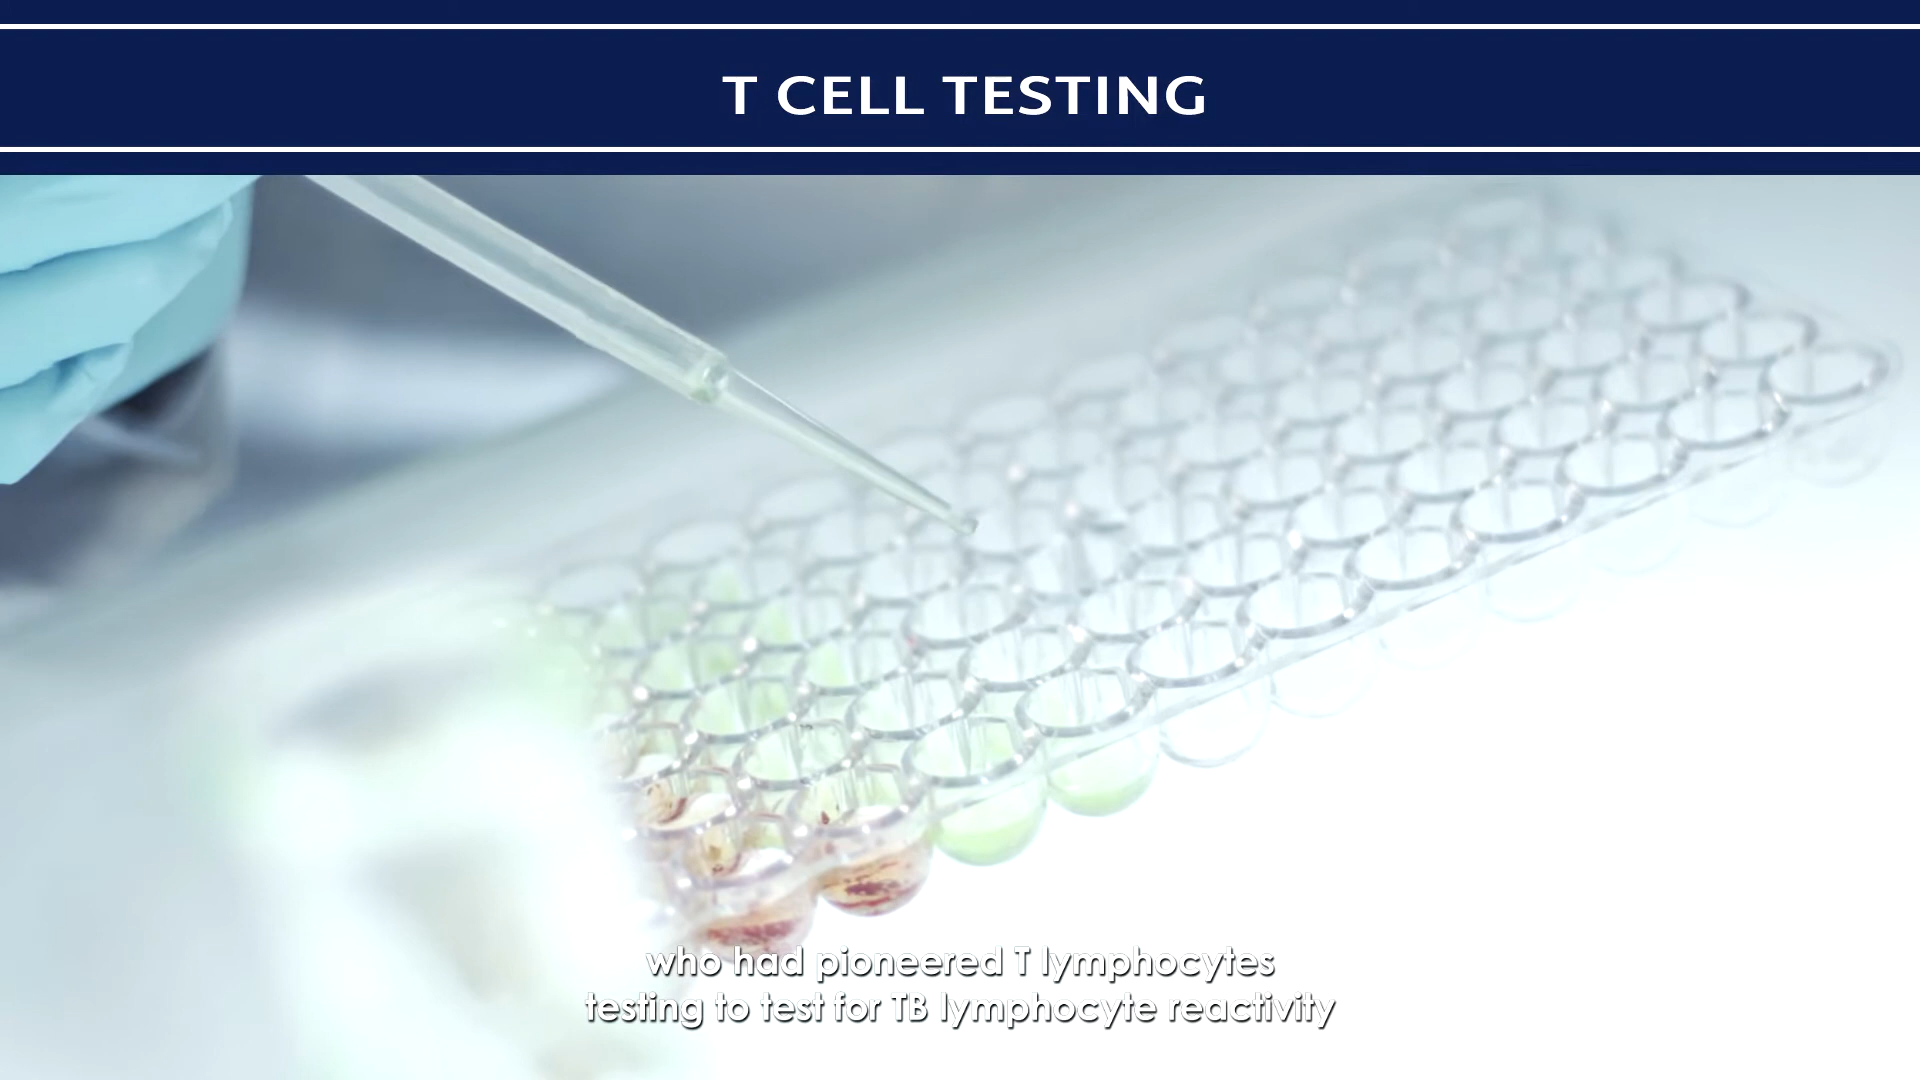 T CELL TESTING
who had pioneered T lymphocytes
testing to test for TB lymphocyte reactivity